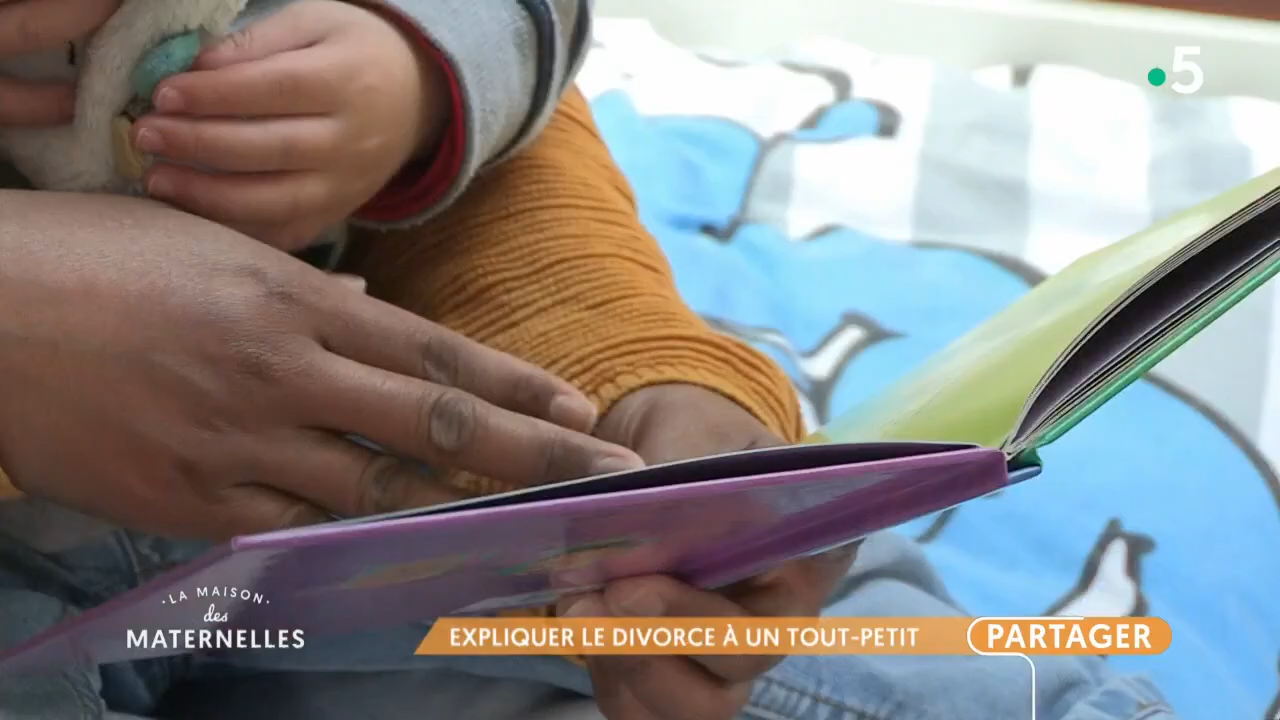 5
·LA MAISON·
des
MATERNELLES
EXPLIQUER LE DIVORCE À UN TOUT-PETIT
PARTAGER